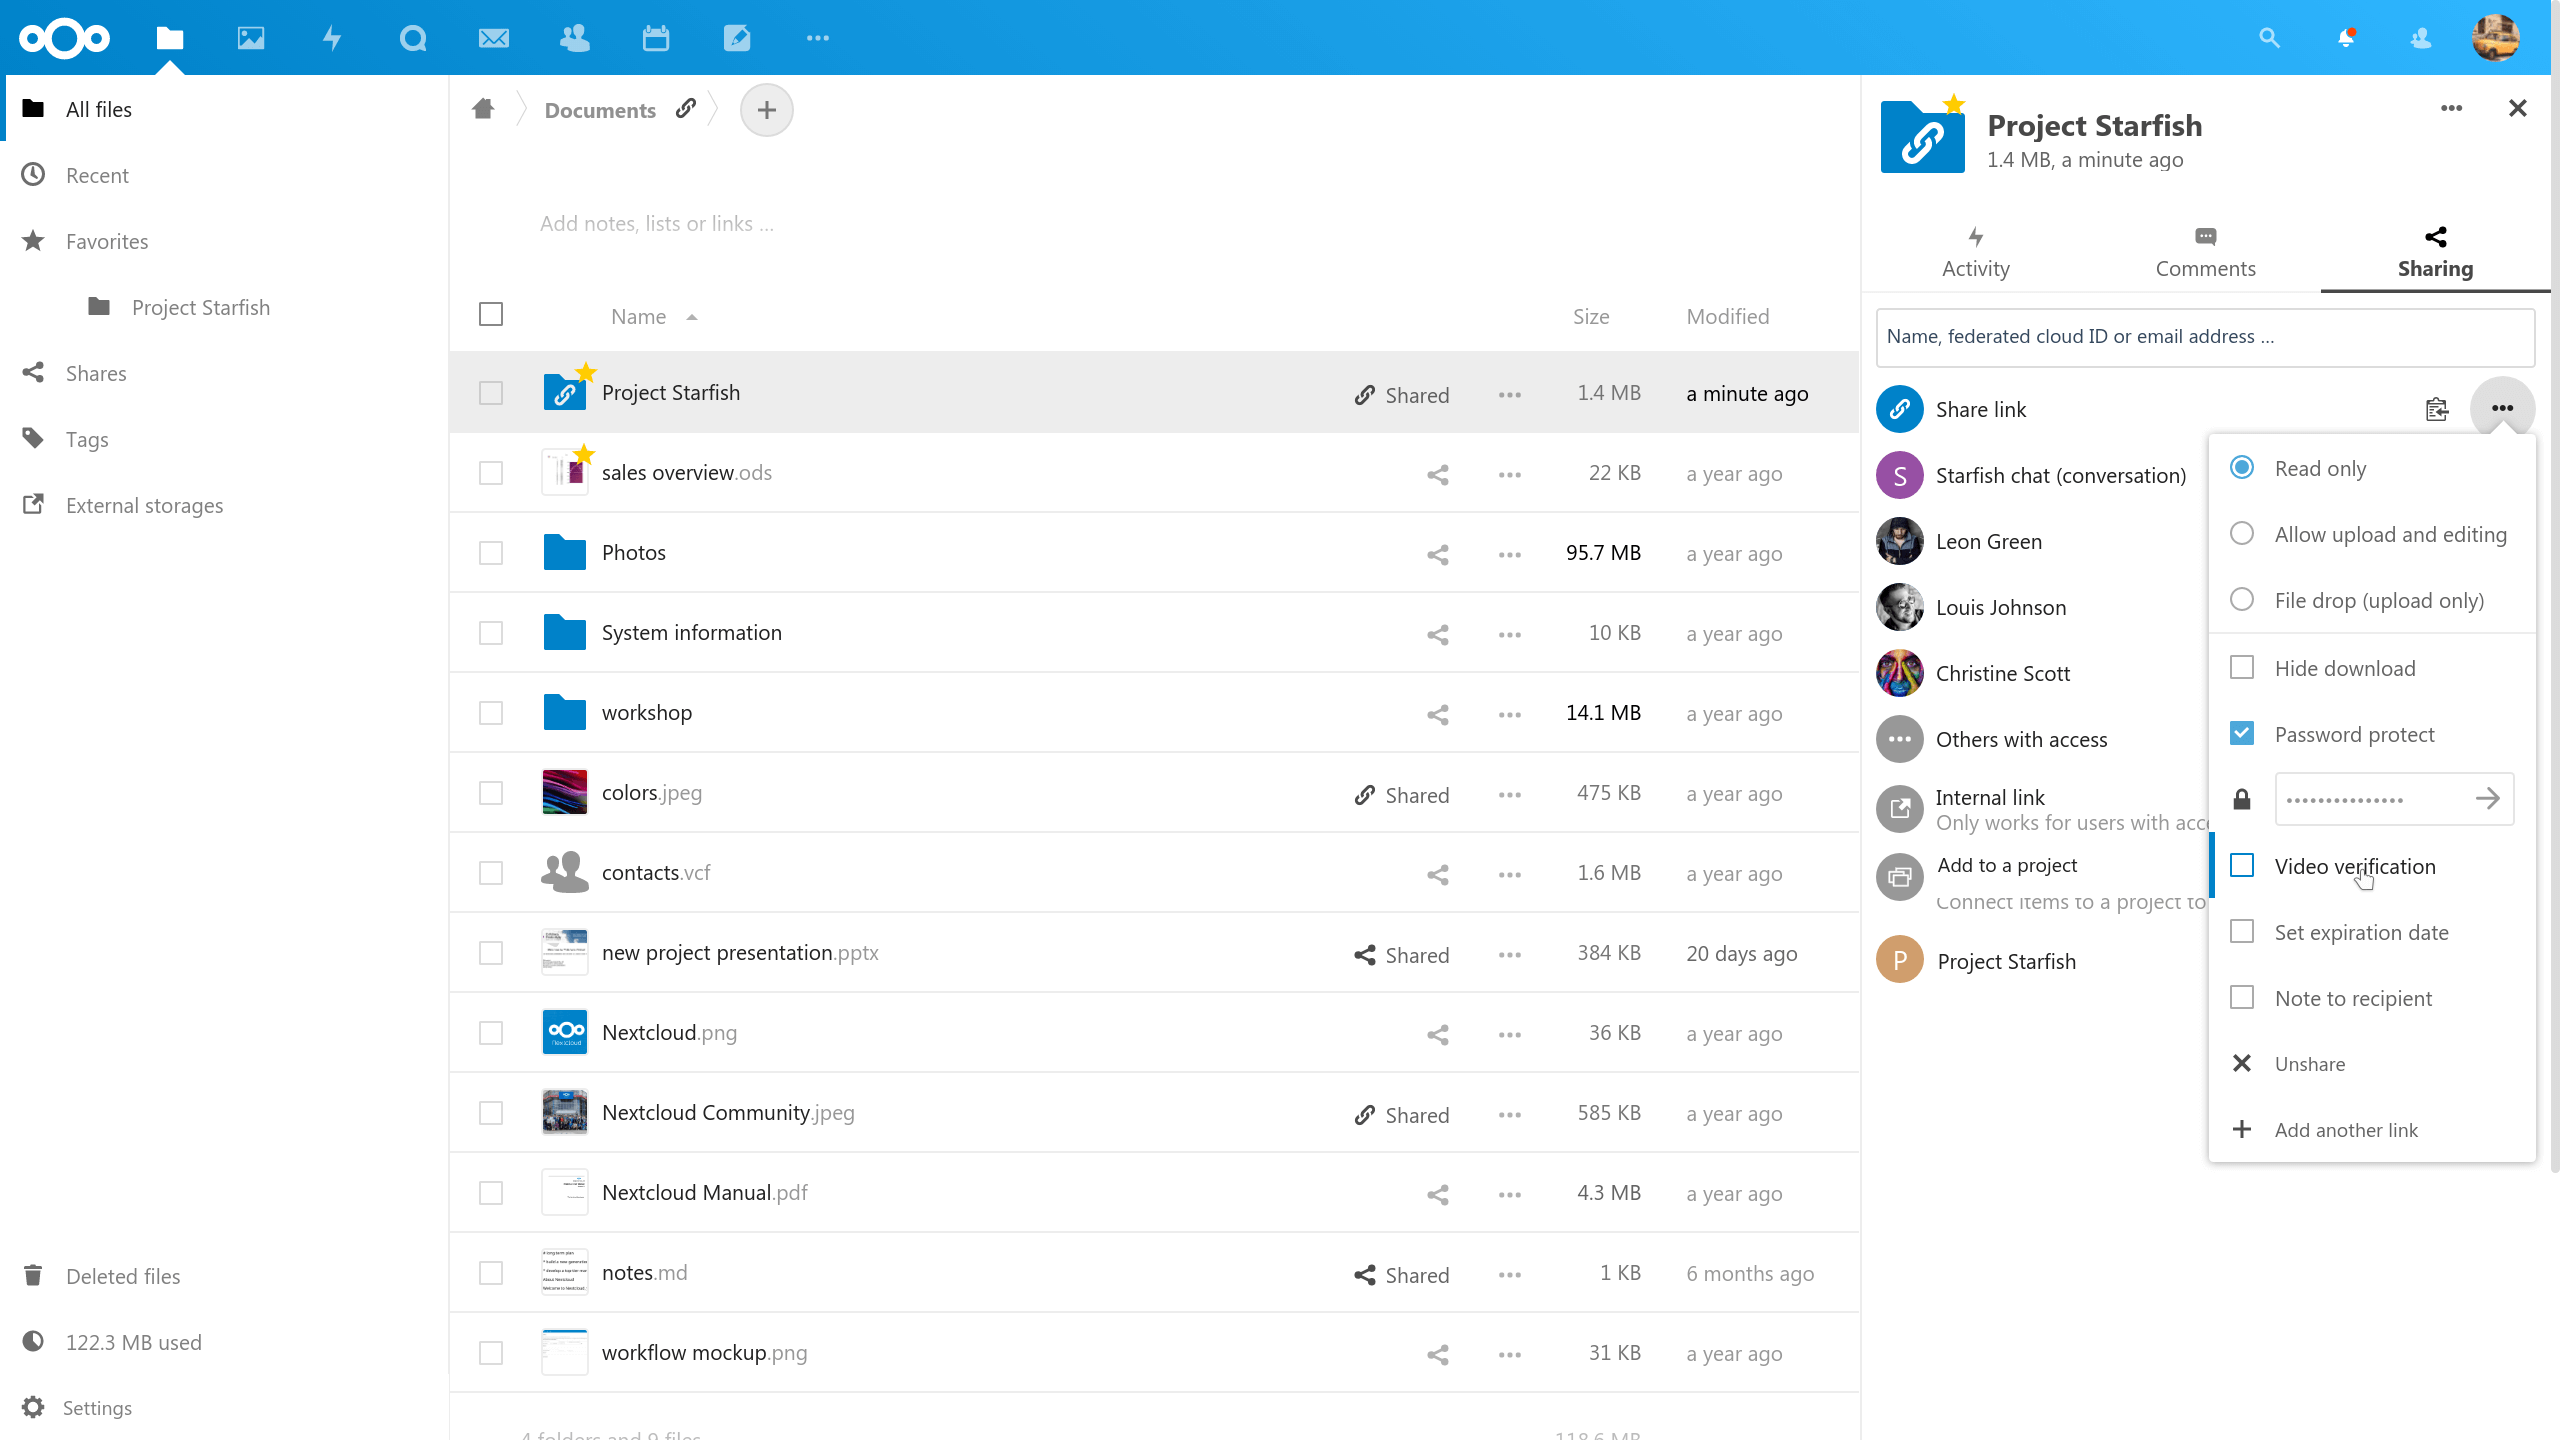 All files
Recent
Favorites
Project Starfish
Shares
Tags
External storages
Deleted files
122.3 MB used
Settings
Documents
Add notes, lists or links ...
Name Size Modified
Project Starfish Shared 1.4 MB a minute ago
sales overview.ods 22 KB a year ago
Photos 95.7 MB a year ago
System information 10 KB a year ago
workshop 14.1 MB a year ago
colors.jpeg Shared 475 KB a year ago
contacts.vcf 1.6 MB a year ago
new project presentation.pptx Shared 384 KB 20 days ago
Nextcloud.png 36 KB a year ago
Nextcloud Community.jpeg Shared 585 KB a year ago
Nextcloud Manual.pdf 4.3 MB a year ago
notes.md Shared 1 KB 6 months ago
workflow mockup.png 31 KB a year ago
4 folders and 9 files 118.6 MB
Project Starfish
1.4 MB, a minute ago
Activity
Comments
Sharing
Name, federated cloud ID or email address ...
Share link
S Starfish chat (conversation)
Leon Green
Louis Johnson
Christine Scott
Others with access
Internal link
Only works for users with acc
Add to a project
Connect items to a project to
P Project Starfish
Read only
Allow upload and editing
File drop (upload only)
Hide download
Password protect
Video verification
Set expiration date
Note to recipient
Unshare
Add another link